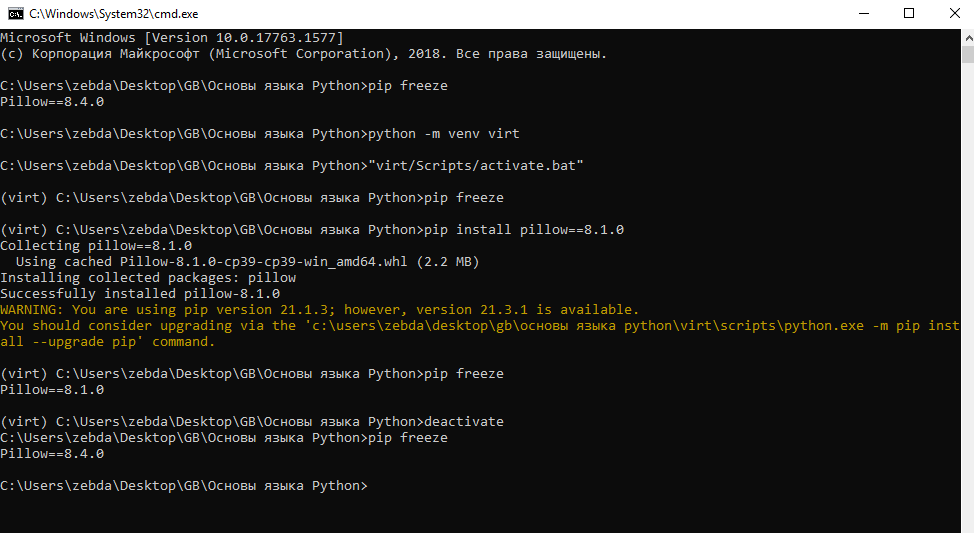 C:\Windows\System32\cmd.exe
Microsoft Windows [Version 10.0.17763.1577]
(c) Корпорация Майкрософт (Microsoft Corporation), 2018. Все права защищены.
C:\Users\zebda\Desktop\GB\Основы языка Python>pip freeze
Pillow==8.4.0
C:\Users\zebda\Desktop\GB\Основы языка Python>python -m venv virt
C:\Users\zebda\Desktop\GB\Основы языка Python>"virt/Scripts/activate.bat"
(virt) C:\Users\zebda\Desktop\GB\Основы языка Python>pip freeze
(virt) C:\Users\zebda\Desktop\GB\Основы языка Python>pip install pillow==8.1.0
Collecting pillow==8.1.0
  Using cached Pillow-8.1.0-cp39-cp39-win_amd64.whl (2.2 MB)
Installing collected packages: pillow
Successfully installed pillow-8.1.0
WARNING: You are using pip version 21.1.3; however, version 21.3.1 is available.
You should consider upgrading via the 'c:\users\zebda\desktop\gb\основы языка python\virt\scripts\python.exe -m pip inst
all --upgrade pip' command.
(virt) C:\Users\zebda\Desktop\GB\Основы языка Python>pip freeze
Pillow==8.1.0
(virt) C:\Users\zebda\Desktop\GB\Основы языка Python>deactivate
C:\Users\zebda\Desktop\GB\Основы языка Python>pip freeze
Pillow==8.4.0
C:\Users\zebda\Desktop\GB\Основы языка Python>